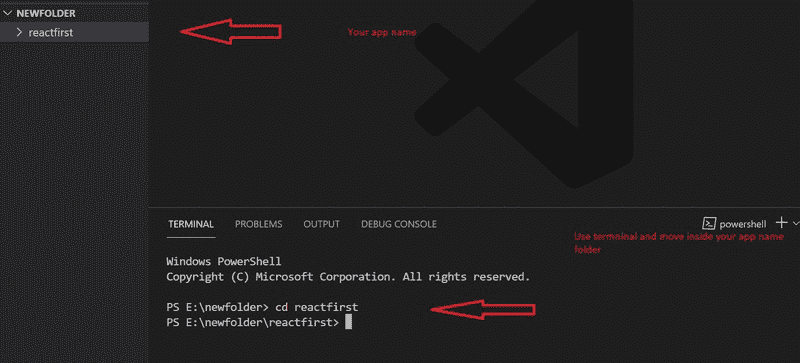 NEWFOLDER
reactfirst
Your app name
TERMINAL PROBLEMS OUTPUT DEBUG CONSOLE
powershell
Use termninal and move inside your app name
folder
Windows PowerShell
Copyright (C) Microsoft Corporation. All rights reserved.
PS E:\newfolder> cd reactfirst
PS E:\newfolder\reactfirst>